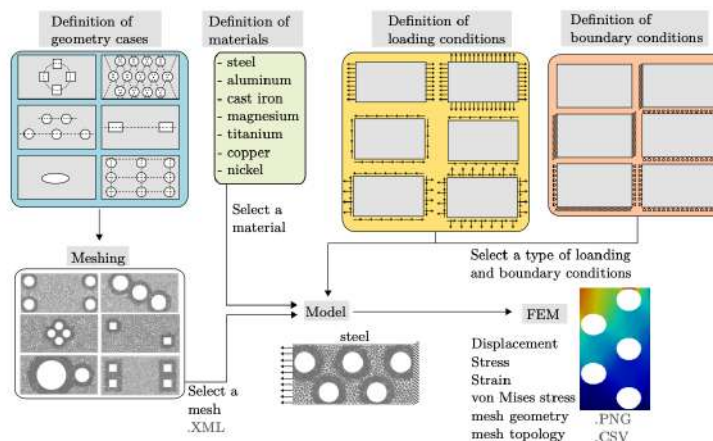 Definition of
geometry cases
Definition of
materials
Definition of
loading conditions
Definition of
boundary conditions
- steel
- aluminum
- cast iron
- magnesium
- titanium
- copper
- nickel
Select a
material
Meshing
Select a type of loanding
and boundary conditions
Model
FEM
steel
Select a
mesh
.XML
Displacement
Stress
Strain
von Mises stress
mesh geometry
mesh topology
.PNG
.CSV